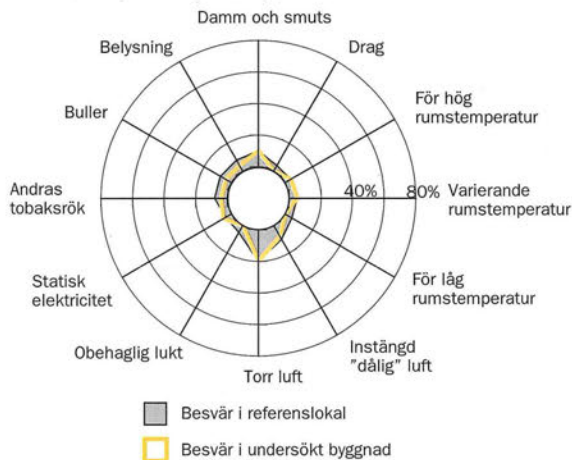 Damm och smuts
Belysning
Drag
Buller
För hög
rumstemperatur
Andras
tobaksrök
40%
80%
Varierande
rumstemperatur
Statisk
elektricitet
För låg
rumstemperatur
Obehaglig lukt
Instängd
"dålig" luft
Torr luft
Besvär i referenslokal
Besvär i undersökt byggnad